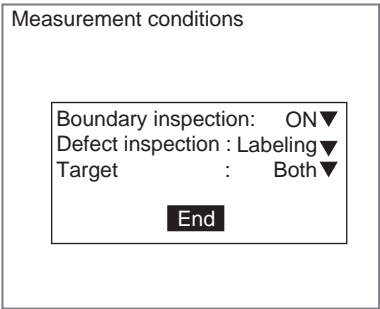 Measurement conditions
Boundary inspection: ON▼
Defect inspection : Labeling▼
Target : Both▼
End